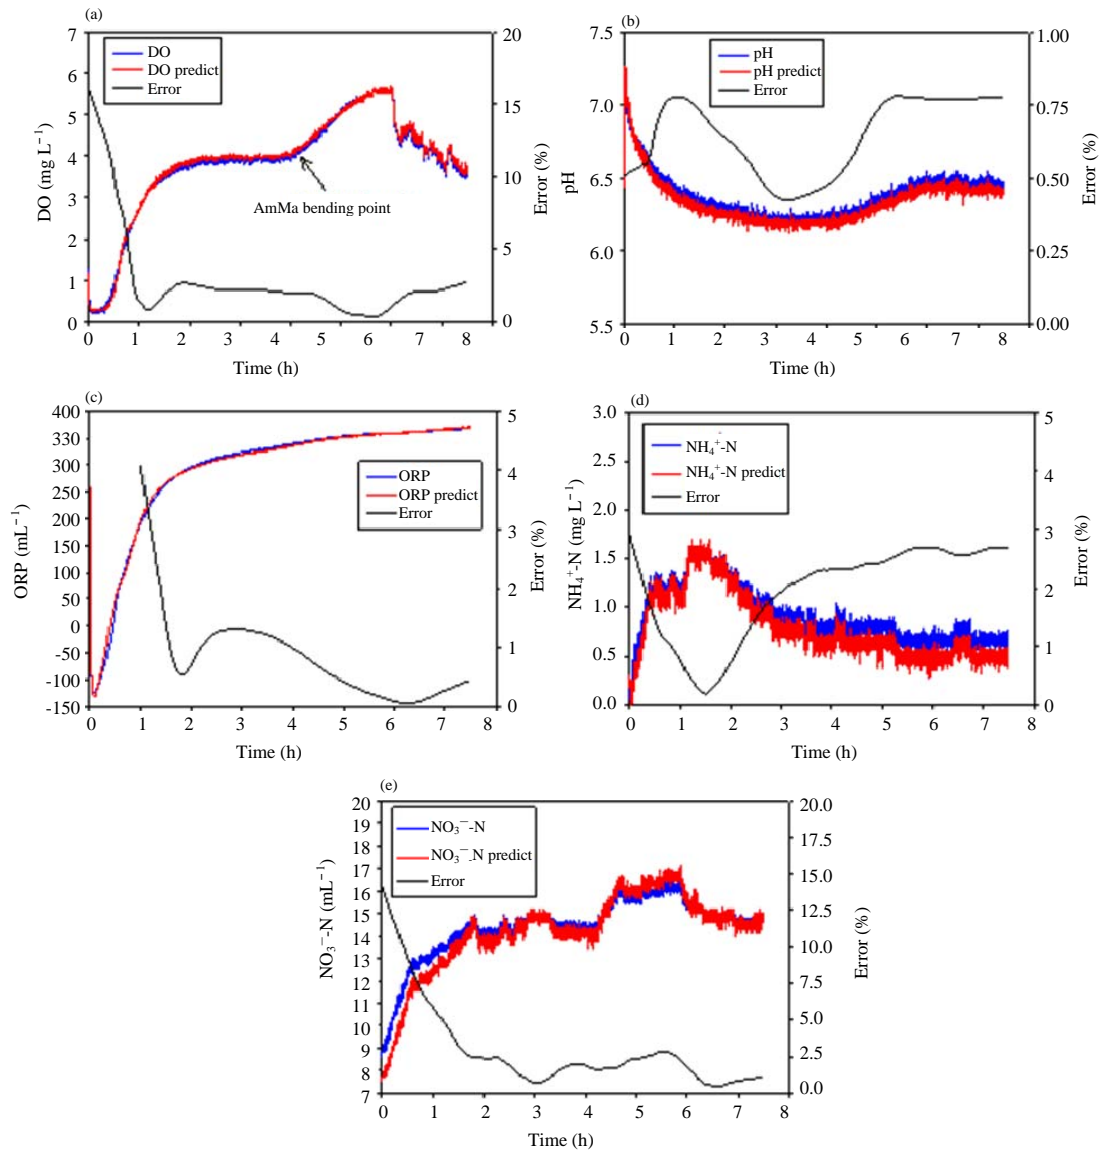 (a)
7
6
5
4
3
2
1
0
DO (mg L⁻¹)
DO
DO predict
Error
AmMa bending point
20
15
10
5
0
Error (%)
0 1 2 3 4 5 6 7 8
Time (h)
(b)
7.5
7.0
6.5
6.0
5.5
pH
pH
pH predict
Error
1.00
0.75
0.50
0.25
0.00
Error (%)
0 1 2 3 4 5 6 7 8
Time (h)
(c)
400
330
300
250
200
150
100
50
0
-50
-100
-150
ORP (mL⁻¹)
ORP
ORP predict
Error
5
4
3
2
1
0
Error (%)
0 1 2 3 4 5 6 7 8
Time (h)
(d)
3.0
2.5
2.0
1.5
1.0
0.5
0.0
NH₄⁺-N (mg L⁻¹)
NH₄⁺-N
NH₄⁺-N predict
Error
5
4
3
2
1
0
Error (%)
0 1 2 3 4 5 6 7 8
Time (h)
(e)
20
19
18
17
16
15
14
13
12
11
10
9
8
7
NO₃⁻-N (mL⁻¹)
NO₃⁻-N
NO₃⁻-N predict
Error
20.0
17.5
15.0
12.5
10.0
7.5
5.0
2.5
0.0
Error (%)
0 1 2 3 4 5 6 7 8
Time (h)